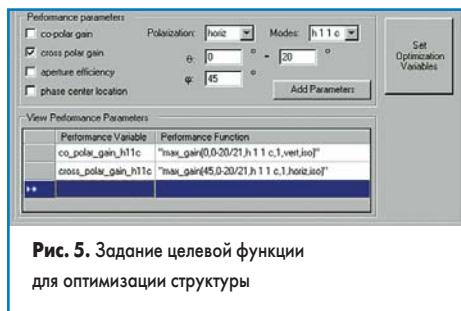 Performance parameters
co-polar gain Polarization: horiz Modes: h 1 1 c
cross polar gain θ: 0 ° - 20 °
aperture efficiency φ: 45 °
phase center location Add Parameters
Set Optimization Variables
View Performance Parameters
Performance Variable Performance Function
co_polar_gain_h11c "max_gain(0,0-20/21,h 1 1 c,1,vert,iso)"
cross_polar_gain_h11c "max_gain(45,0-20/21,h 1 1 c,1,horiz,iso)"
Рис. 5. Задание целевой функции
для оптимизации структуры